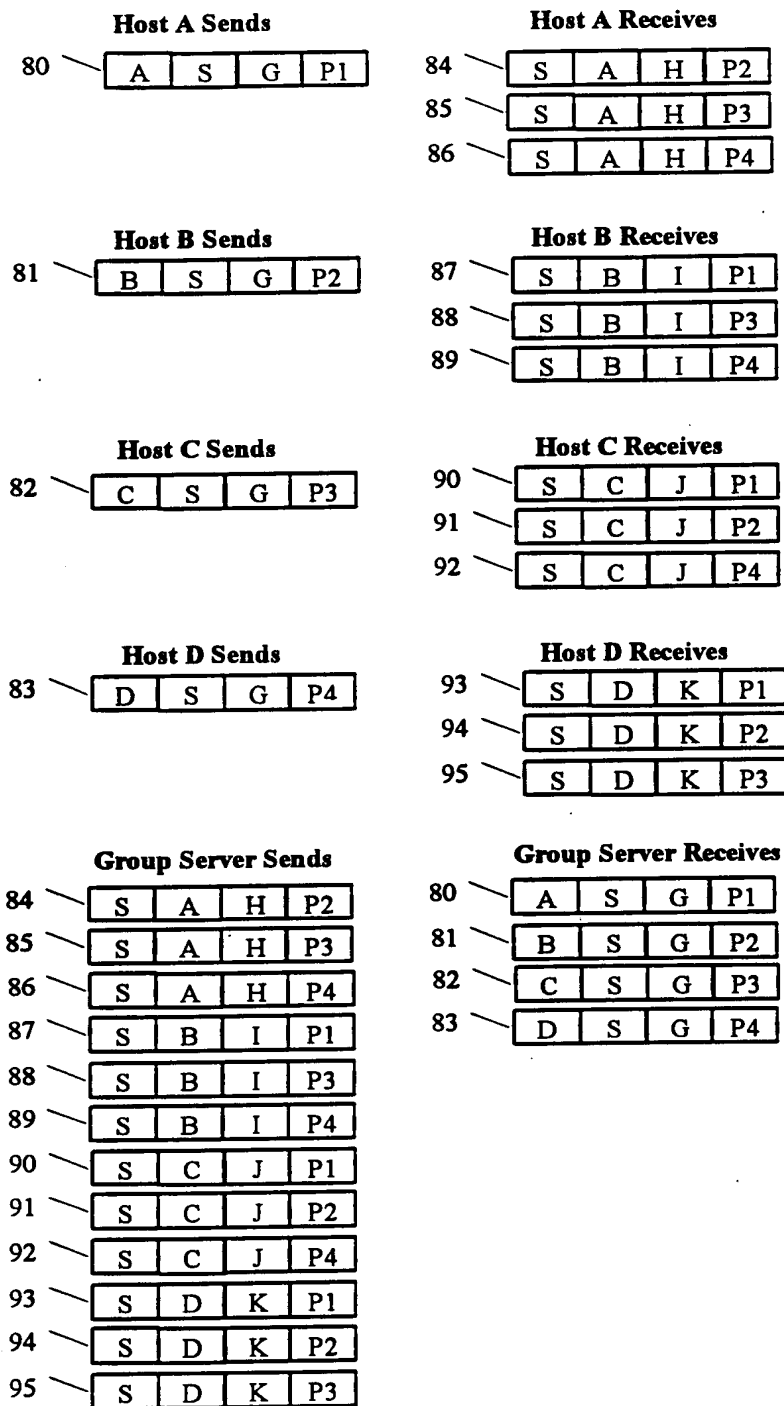 Host A Sends
80 A S G P1
Host A Receives
84 S A H P2
85 S A H P3
86 S A H P4
Host B Sends
81 B S G P2
Host B Receives
87 S B I P1
88 S B I P3
89 S B I P4
Host C Sends
82 C S G P3
Host C Receives
90 S C J P1
91 S C J P2
92 S C J P4
Host D Sends
83 D S G P4
Host D Receives
93 S D K P1
94 S D K P2
95 S D K P3
Group Server Sends
84 S A H P2
85 S A H P3
86 S A H P4
87 S B I P1
88 S B I P3
89 S B I P4
90 S C J P1
91 S C J P2
92 S C J P4
93 S D K P1
94 S D K P2
95 S D K P3
Group Server Receives
80 A S G P1
81 B S G P2
82 C S G P3
83 D S G P4